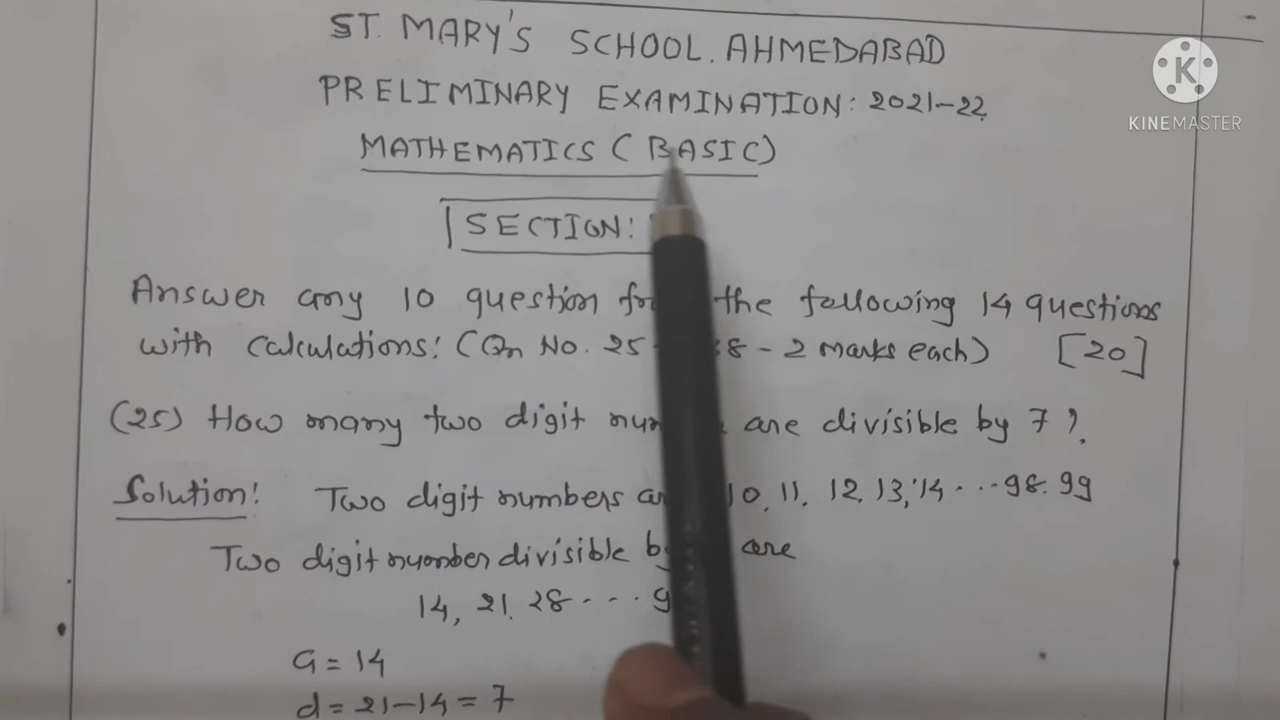 ST. MARY'S SCHOOL. AHMEDABAD
PRELIMINARY EXAMINATION: 2021-22
MATHEMATICS (BASIC)
SECTION:
Answer any 10 question the following 14 questions
with calculations: (Qn No. 25 8 - 2 marks each) [20]
(25) How many two digit are divisible by 7?
Solution: Two digit numbers 10, 11, 12, 13, 14 ... 98. 99
Two digit number divisible are
14, 21. 28 ....
a = 14
d = 21-14 = 7
K
KINEMASTER